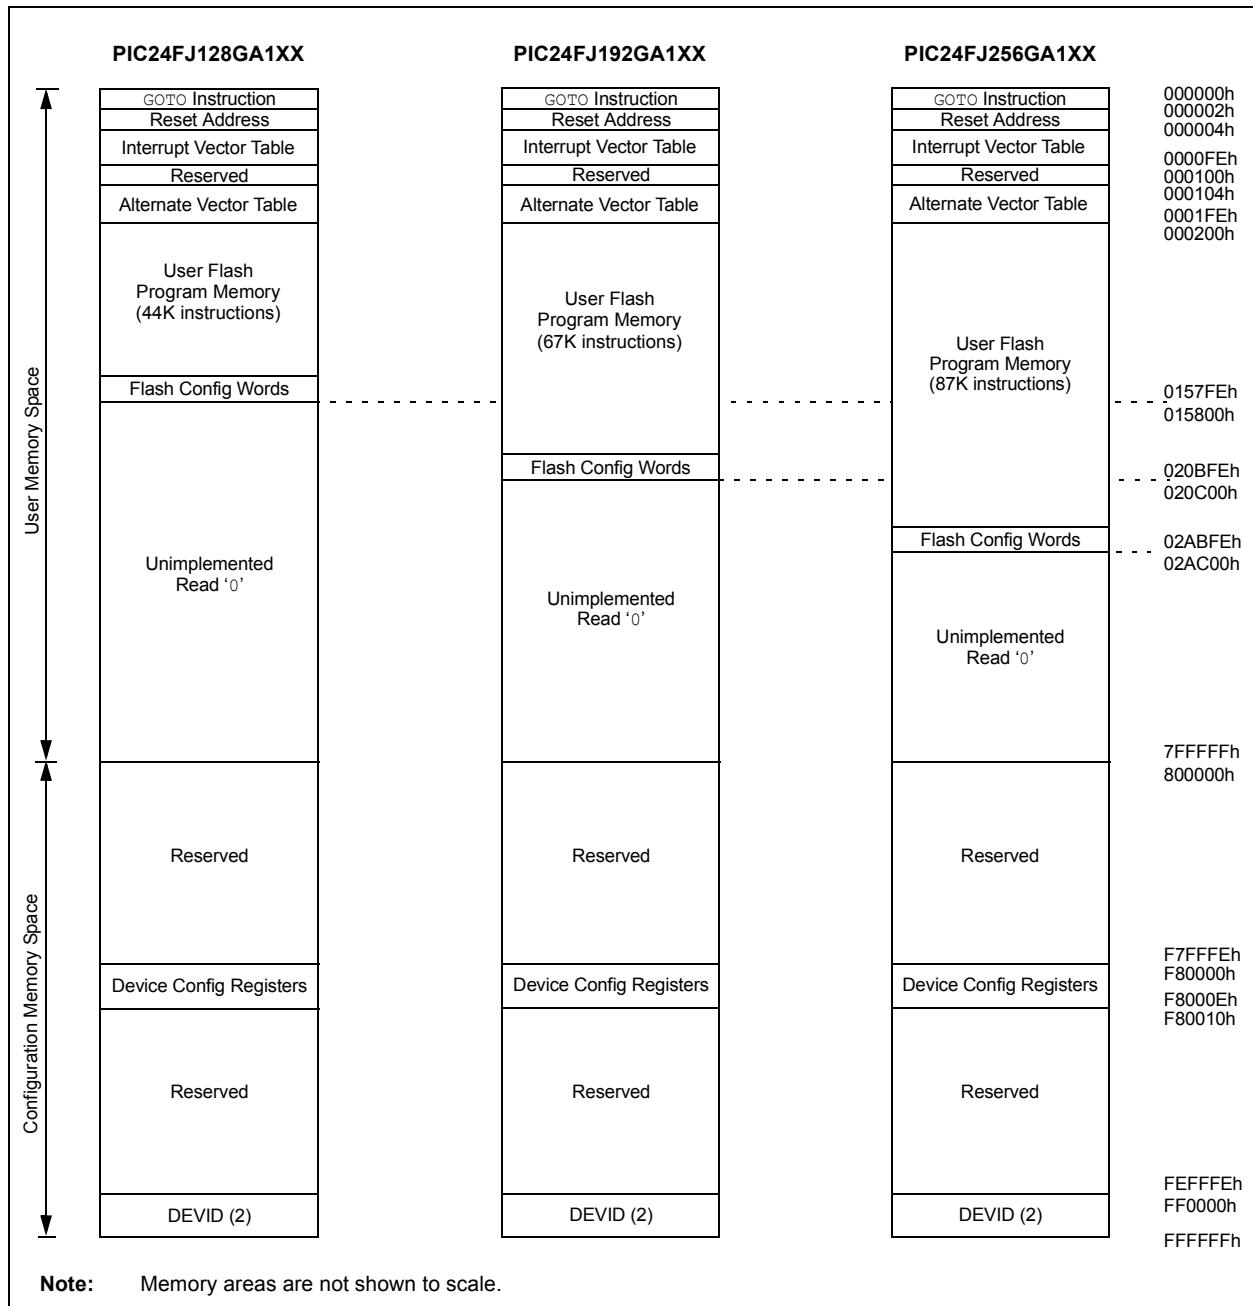 PIC24FJ128GA1XX
PIC24FJ192GA1XX
PIC24FJ256GA1XX
GOTO Instruction
Reset Address
Interrupt Vector Table
Reserved
Alternate Vector Table
User Flash
Program Memory
(44K instructions)
Flash Config Words
Unimplemented
Read ‘0’
Reserved
Device Config Registers
Reserved
DEVID (2)
GOTO Instruction
Reset Address
Interrupt Vector Table
Reserved
Alternate Vector Table
User Flash
Program Memory
(67K instructions)
Flash Config Words
Unimplemented
Read ‘0’
Reserved
Device Config Registers
Reserved
DEVID (2)
GOTO Instruction
Reset Address
Interrupt Vector Table
Reserved
Alternate Vector Table
User Flash
Program Memory
(87K instructions)
Flash Config Words
Unimplemented
Read ‘0’
Reserved
Device Config Registers
Reserved
DEVID (2)
000000h
000002h
000004h
0000FEh
000100h
000104h
0001FEh
000200h
0157FEh
015800h
020BFEh
020C00h
02ABFEh
02AC00h
7FFFFFh
800000h
F7FFFEh
F80000h
F8000Eh
F80010h
FEFFFEh
FF0000h
FFFFFFh
User Memory Space
Configuration Memory Space
Note: Memory areas are not shown to scale.